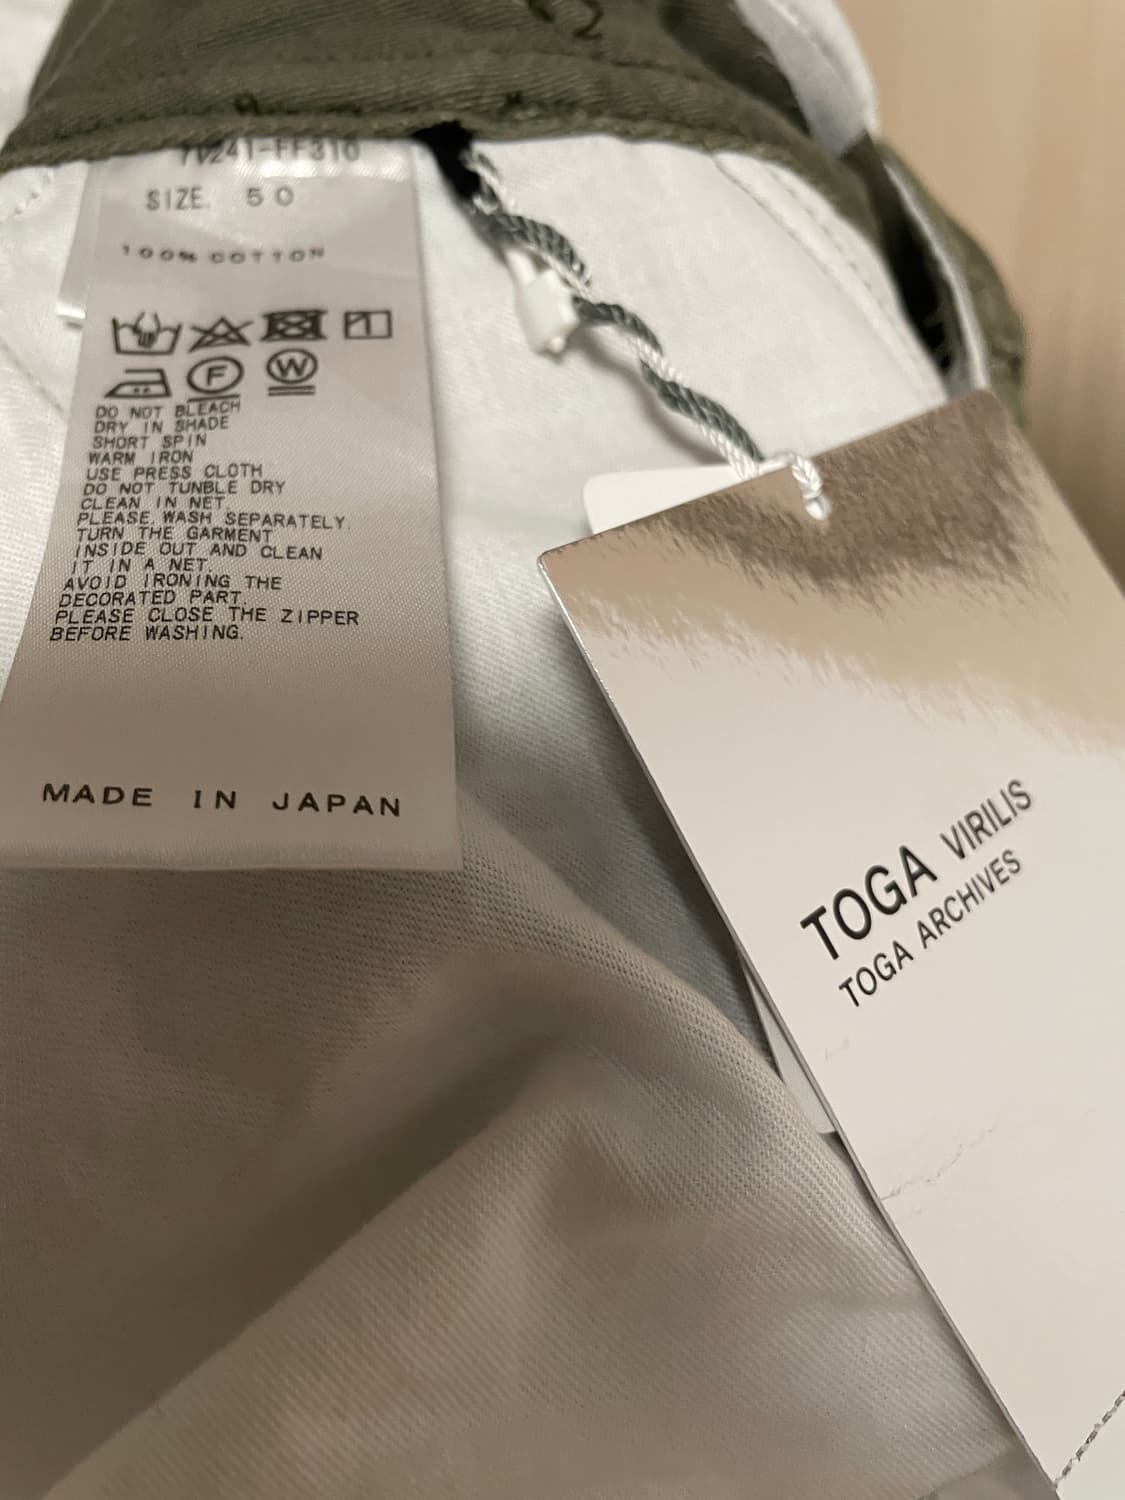 TV241-FF310
SIZE. 50
100% COTTON
F W
DO NOT BLEACH
DRY IN SHADE
SHORT SPIN
WARM IRON
USE PRESS CLOTH
DO NOT TUNBLE DRY
CLEAN IN NET.
PLEASE, WASH SEPARATELY.
TURN THE GARMENT
INSIDE OUT AND CLEAN
IT IN A NET.
AVOID IRONING THE
DECORATED PART.
PLEASE CLOSE THE ZIPPER
BEFORE WASHING.
MADE IN JAPAN
TOGA VIRILIS
TOGA ARCHIVES